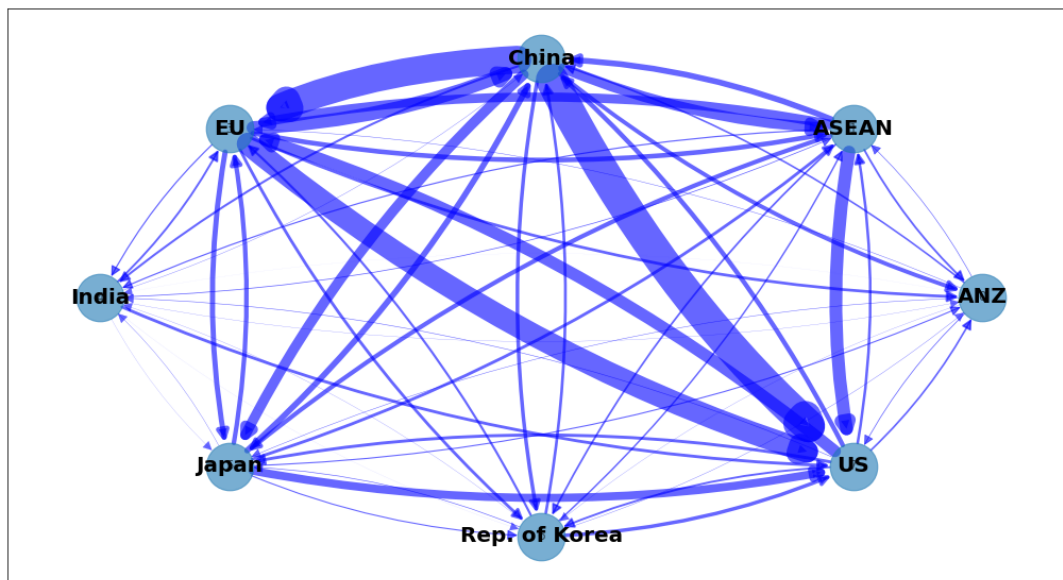 China
EU
ASEAN
India
ANZ
Japan
US
Rep. of Korea